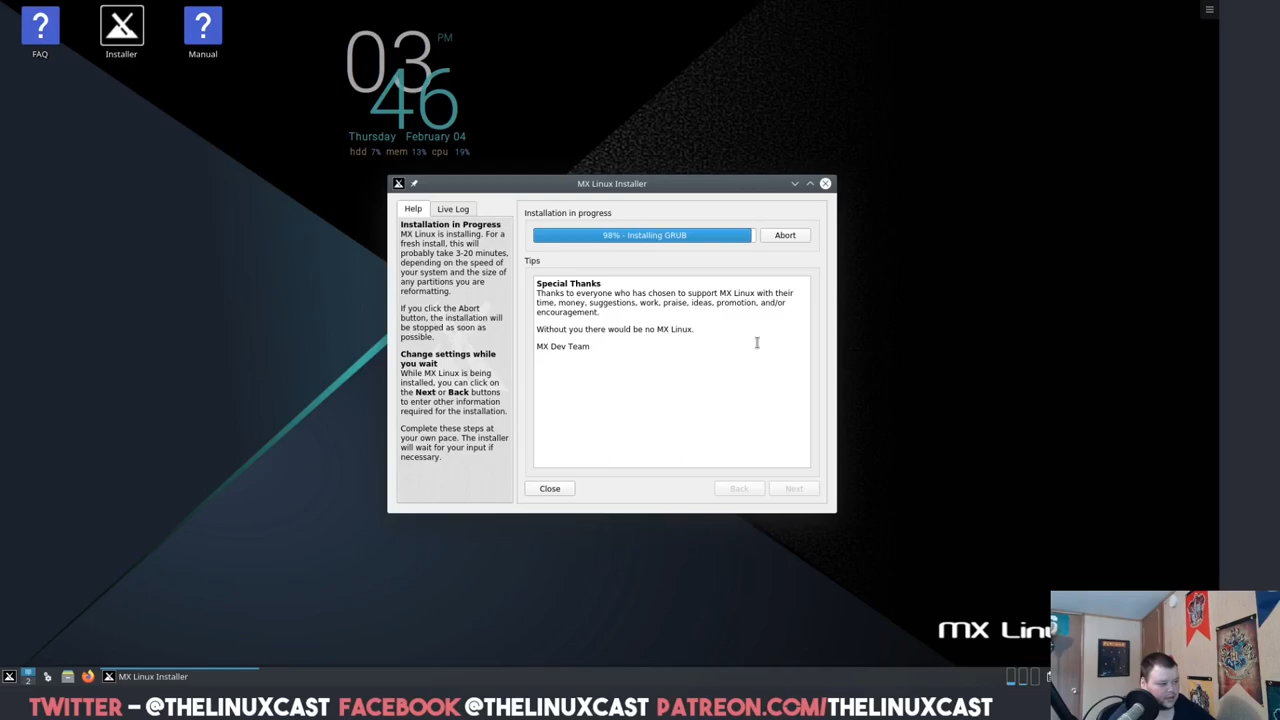 FAQ
Installer
Manual
03 PM
46
Thursday February 04
hdd 7% mem 13% cpu 19%
MX Linux Installer
Help
Live Log
Installation in Progress
MX Linux is installing. For a
fresh install, this will
probably take 3-20 minutes,
depending on the speed of
your system and the size of
any partitions you are
reformatting.
If you click the Abort
button, the installation will
be stopped as soon as
possible.
Change settings while
you wait
While MX Linux is being
installed, you can click on
the Next or Back buttons
to enter other information
required for the installation.
Complete these steps at
your own pace. The installer
will wait for your input if
necessary.
Installation in progress
98% - Installing GRUB
Abort
Tips
Special Thanks
Thanks to everyone who has chosen to support MX Linux with their
time, money, suggestions, work, praise, ideas, promotion, and/or
encouragement.
Without you there would be no MX Linux.
MX Dev Team
Close
Back
Next
MX Linu
2
MX Linux Installer
TWITTER - @THELINUXCAST FACEBOOK @THELINUXCAST PATREON.COM/THELINUXCAST